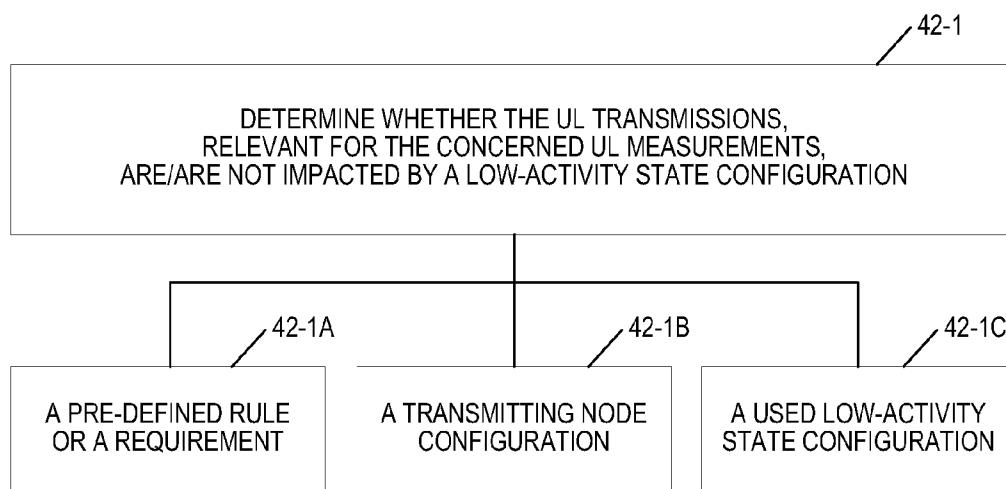 42-1
DETERMINE WHETHER THE UL TRANSMISSIONS,
RELEVANT FOR THE CONCERNED UL MEASUREMENTS,
ARE/ARE NOT IMPACTED BY A LOW-ACTIVITY STATE CONFIGURATION
42-1A
42-1B
42-1C
A PRE-DEFINED RULE
OR A REQUIREMENT
A TRANSMITTING NODE
CONFIGURATION
A USED LOW-ACTIVITY
STATE CONFIGURATION